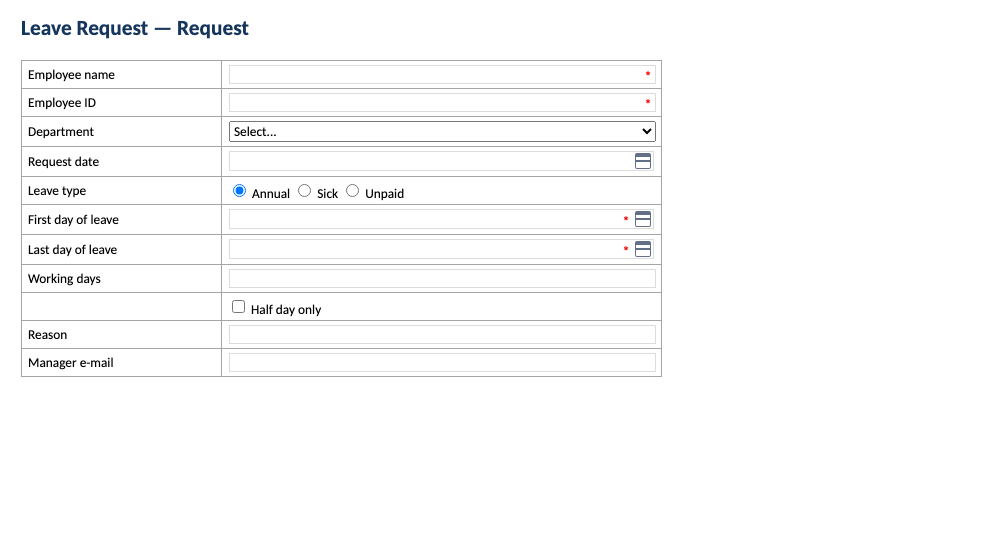 Leave Request — Request
Employee name *
Employee ID *
Department Select...
Request date
Leave type Annual Sick Unpaid
First day of leave *
Last day of leave *
Working days
Half day only
Reason
Manager e-mail